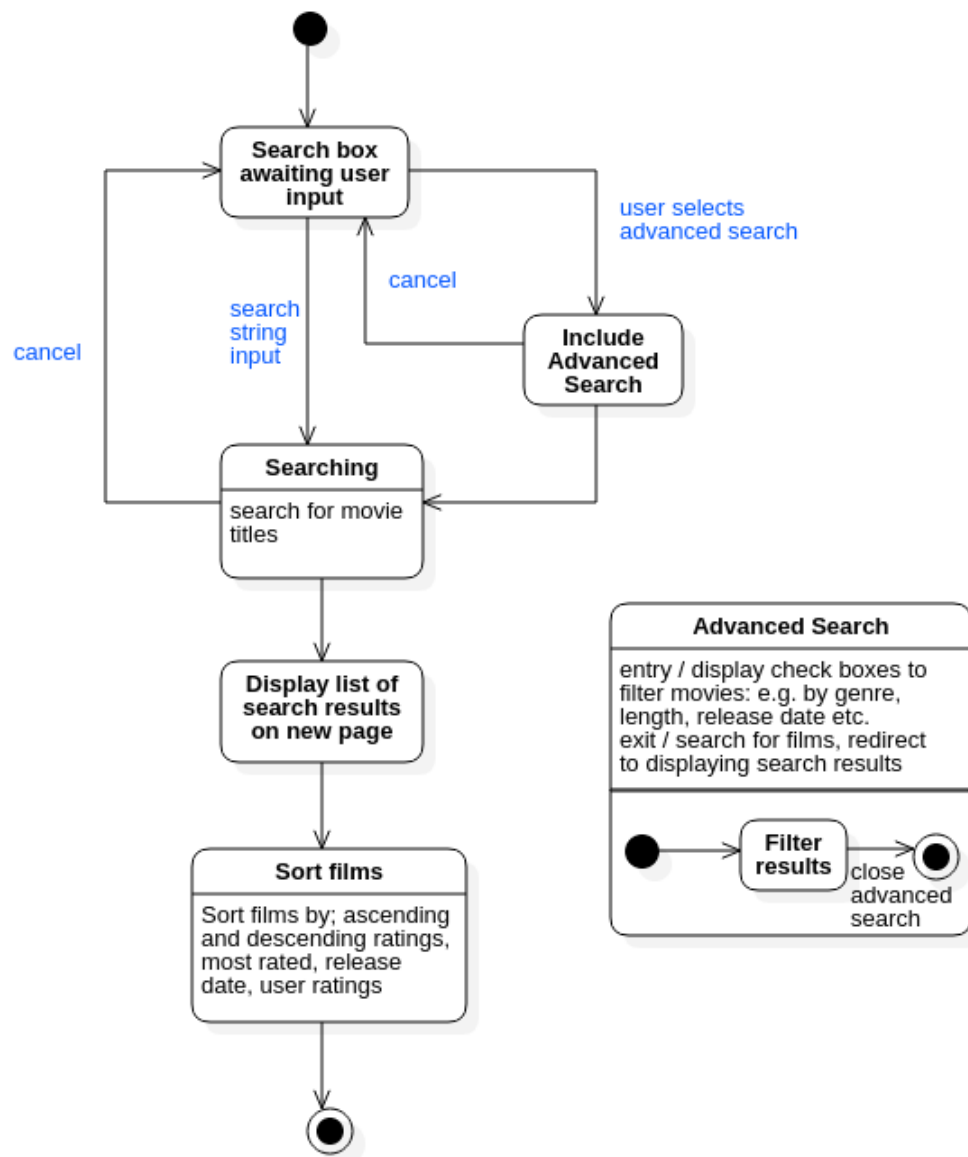 Search box
awaiting user
input
user selects
advanced search
cancel
search
string
input
cancel
Include
Advanced
Search
Searching
search for movie
titles
Display list of
search results
on new page
Sort films
Sort films by; ascending
and descending ratings,
most rated, release
date, user ratings
Advanced Search
entry / display check boxes to
filter movies: e.g. by genre,
length, release date etc.
exit / search for films, redirect
to displaying search results
Filter
results
close
advanced
search